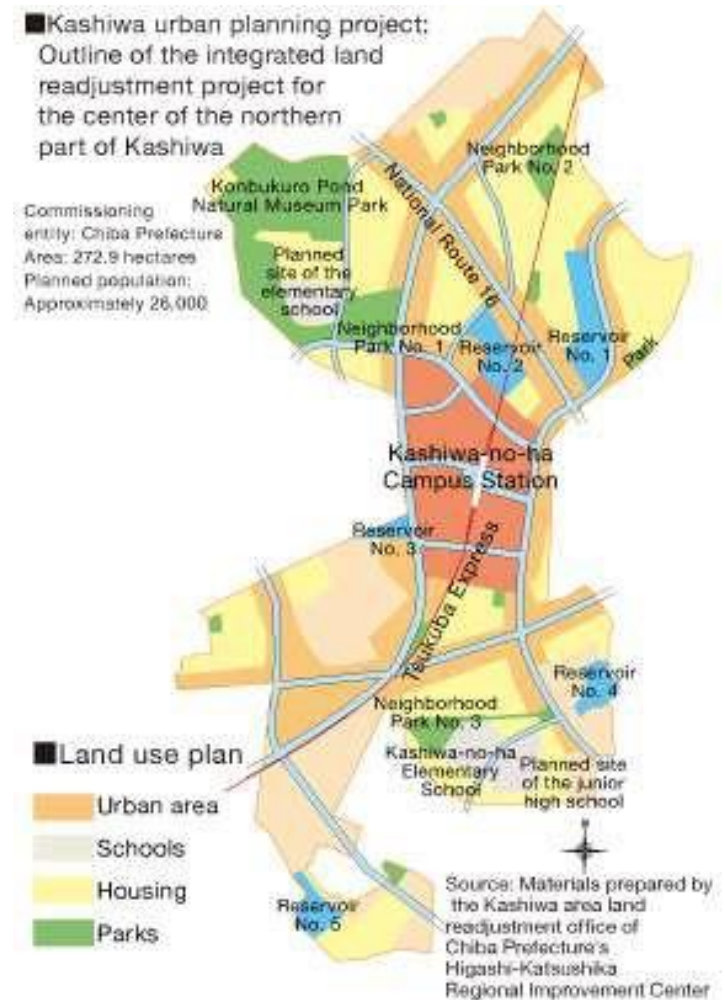 ■Kashiwa urban planning project:
Outline of the integrated land
readjustment project for
the center of the northern
part of Kashiwa
Commissioning
entity: Chiba Prefecture
Area: 272.9 hectares
Planned population:
Approximately 26,000
Konbukuro Pond
Natural Museum Park
Planned
site of the
elementary
school
Neighborhood
Park No. 2
National Route 16
Neighborhood
Park No. 1
Reservoir
No. 2
Reservoir
No. 1
Park
Kashiwa-no-ha
Campus Station
Reservoir
No. 3
Tsukuba Express
Reservoir
No. 4
Neighborhood
Park No. 3
Kashiwa-no-ha
Elementary
School
Planned site
of the junior
high school
Reservoir
No. 5
■Land use plan
Urban area
Schools
Housing
Parks
Source: Materials prepared by
the Kashiwa area land
readjustment office of
Chiba Prefecture's
Higashi-Katsushika
Regional Improvement Center